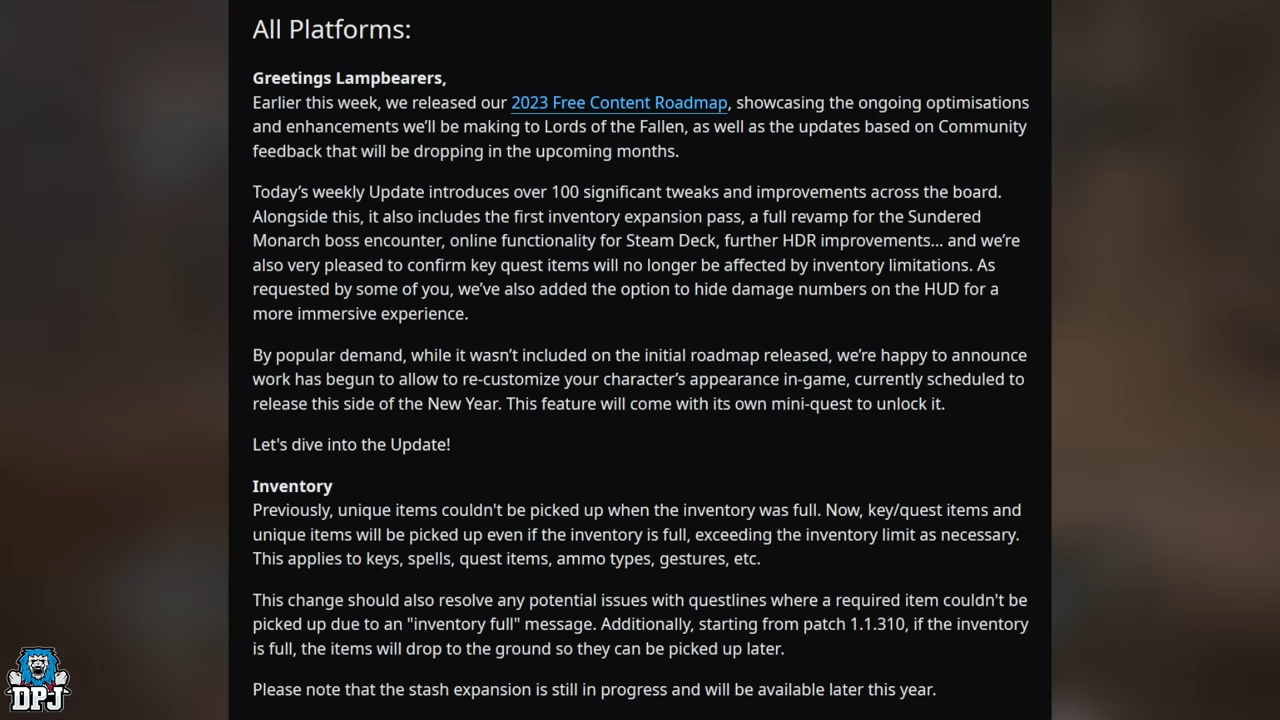 All Platforms:
Greetings Lampbearers,
Earlier this week, we released our 2023 Free Content Roadmap, showcasing the ongoing optimisations
and enhancements we’ll be making to Lords of the Fallen, as well as the updates based on Community
feedback that will be dropping in the upcoming months.
Today’s weekly Update introduces over 100 significant tweaks and improvements across the board.
Alongside this, it also includes the first inventory expansion pass, a full revamp for the Sundered
Monarch boss encounter, online functionality for Steam Deck, further HDR improvements... and we’re
also very pleased to confirm key quest items will no longer be affected by inventory limitations. As
requested by some of you, we’ve also added the option to hide damage numbers on the HUD for a
more immersive experience.
By popular demand, while it wasn’t included on the initial roadmap released, we’re happy to announce
work has begun to allow to re-customize your character’s appearance in-game, currently scheduled to
release this side of the New Year. This feature will come with its own mini-quest to unlock it.
Let's dive into the Update!
Inventory
Previously, unique items couldn't be picked up when the inventory was full. Now, key/quest items and
unique items will be picked up even if the inventory is full, exceeding the inventory limit as necessary.
This applies to keys, spells, quest items, ammo types, gestures, etc.
This change should also resolve any potential issues with questlines where a required item couldn't be
picked up due to an "inventory full" message. Additionally, starting from patch 1.1.310, if the inventory
is full, the items will drop to the ground so they can be picked up later.
Please note that the stash expansion is still in progress and will be available later this year.
DPJ